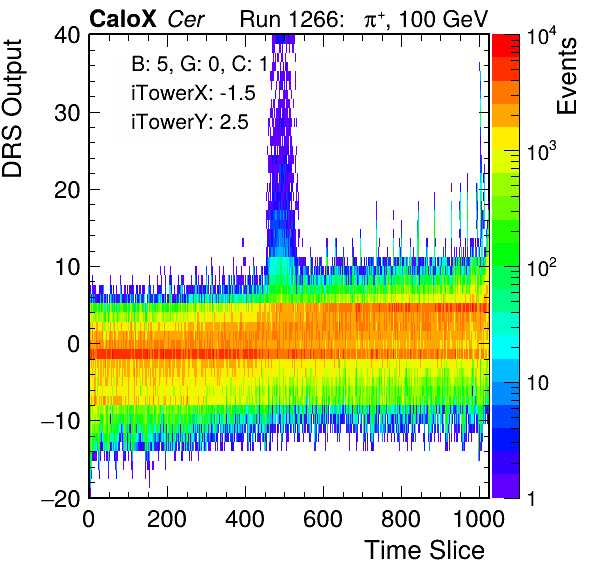 CaloX Cer Run 1266: π⁺, 100 GeV
DRS Output
Events
B: 5, G: 0, C: 1
iTowerX: -1.5
iTowerY: 2.5
40
30
20
10
0
−10
−20
0 200 400 600 800 1000
Time Slice
10⁴
10³
10²
10
1